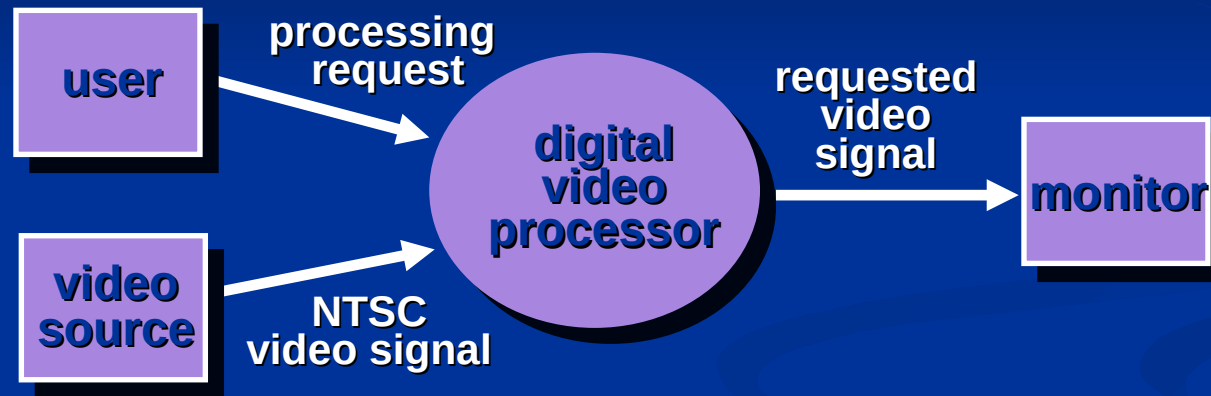 user
processing
request
digital
video
processor
requested
video
signal
monitor
video
source
NTSC
video signal